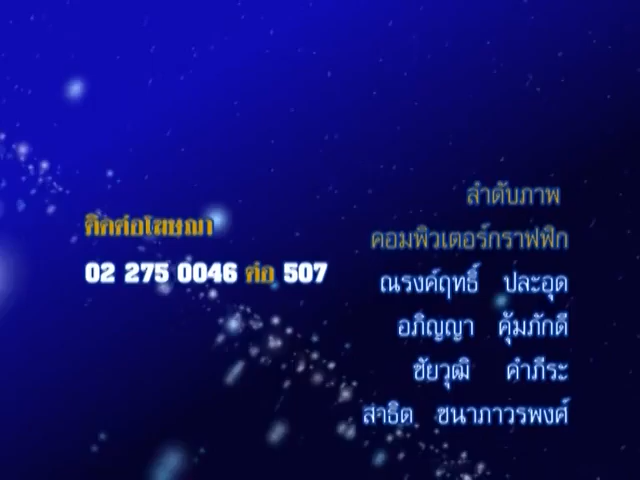 ติดต่อโฆษณา
02 275 0046 ต่อ 507
ลำดับภาพ
คอมพิวเตอร์กราฟฟิก
ณรงค์ฤทธิ์ ปละอุด
อภิญญา คุ้มภักดี
ชัยวุฒิ คำภีระ
สาธิต ชนาภาวรพงศ์